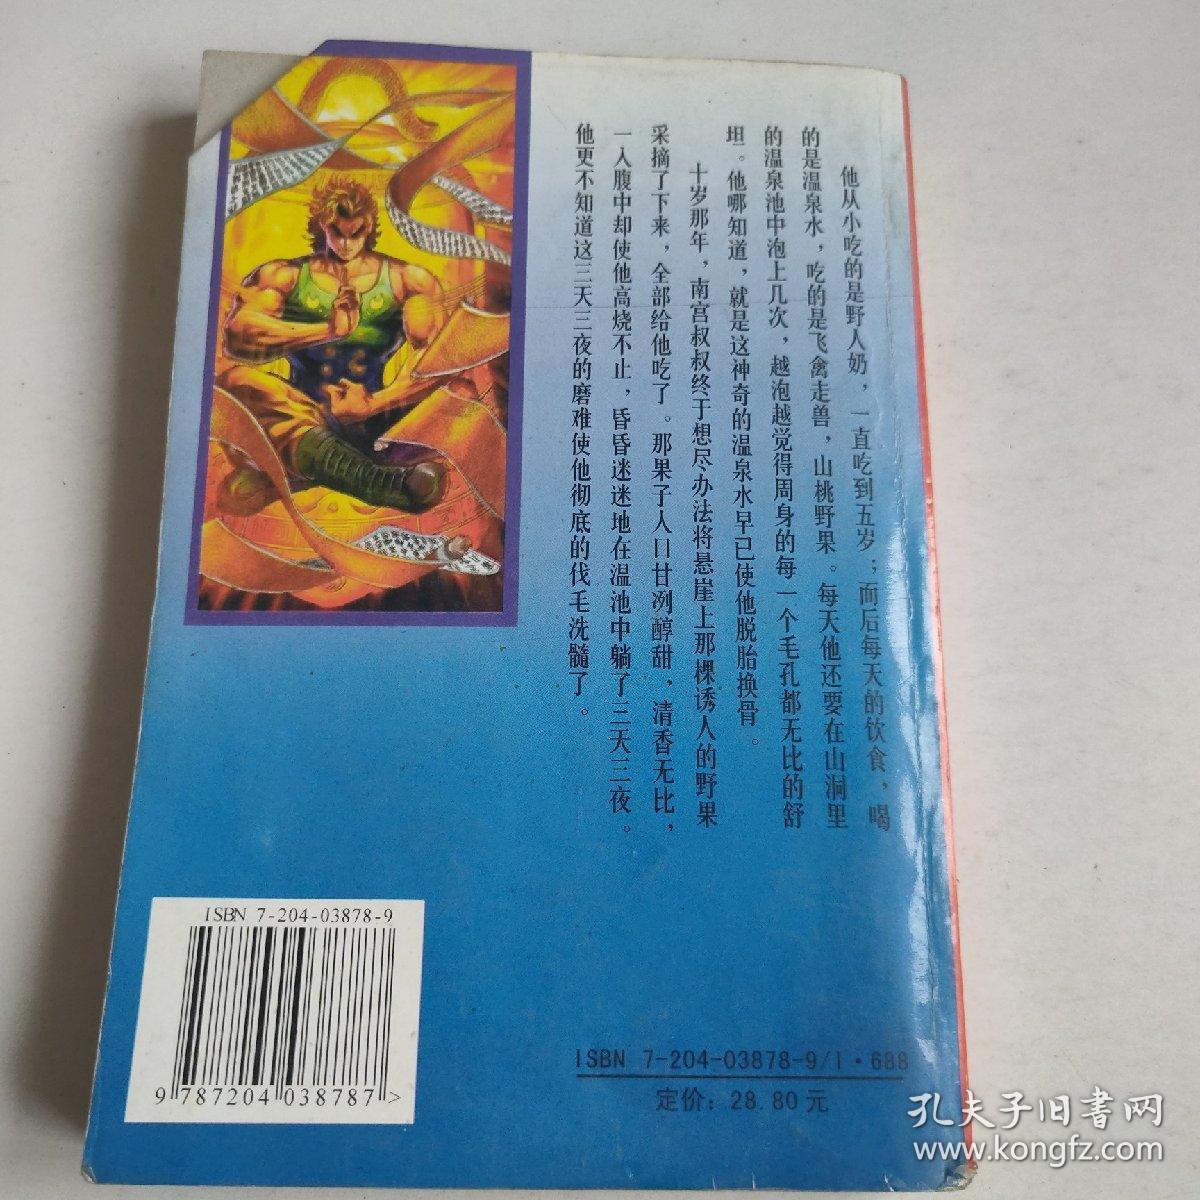 他从小吃的是野人奶，一直吃到五岁；而后每天的饮食，喝
的是温泉水，吃的是飞禽走兽，山桃野果。每天他还要在山洞里
的温泉池中泡上几次，越泡越觉得周身的每一个毛孔都无比的舒
坦。他哪知道，就是这神奇的温泉水早已使他脱胎换骨。
十岁那年，南宫叔叔终于想尽办法将悬崖上那棵诱人的野果
采摘了下来，全部给他吃了。那果子入口甘冽醇甜，清香无比，
一入腹中却使他高烧不止，昏昏迷迷地在温池中躺了三天三夜。
他更不知道这三天三夜的磨难使他彻底的伐毛洗髓了。
ISBN 7-204-03878-9
9 787204 038787 >
ISBN 7-204-03878-9/I·688
定价：28.80元
孔夫子旧书网
www.kongfz.com